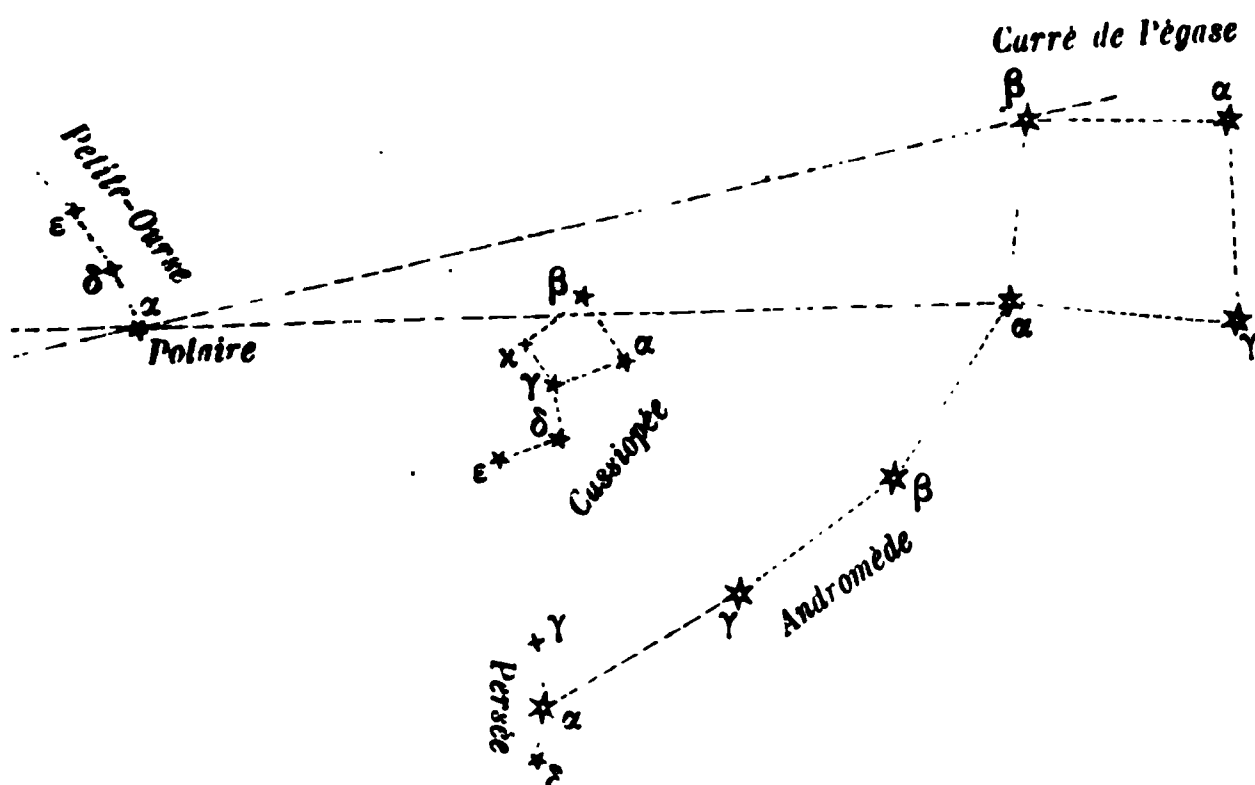 Carré de Pégase
β
α
Petite-Ourse
ε
δ
α
Polaire
β
ϰ
α
γ
δ
ε
Cassiopée
α
γ
β
Andromède
γ
γ
Persée
α